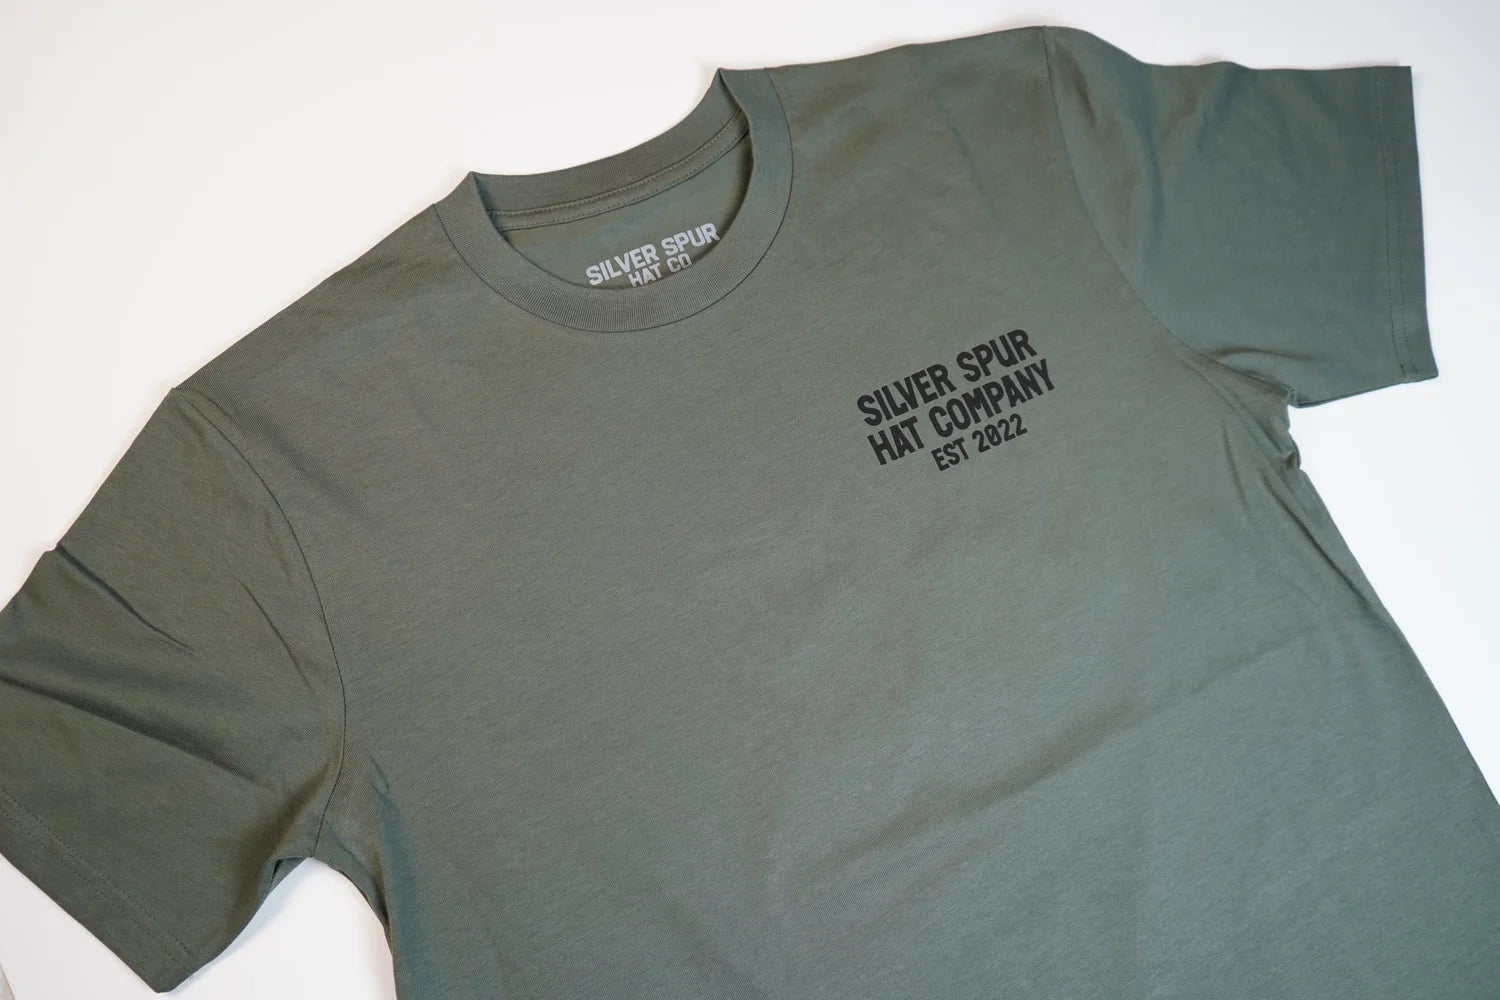 SILVER SPUR
HAT CO
SILVER SPUR
HAT COMPANY
EST 2022